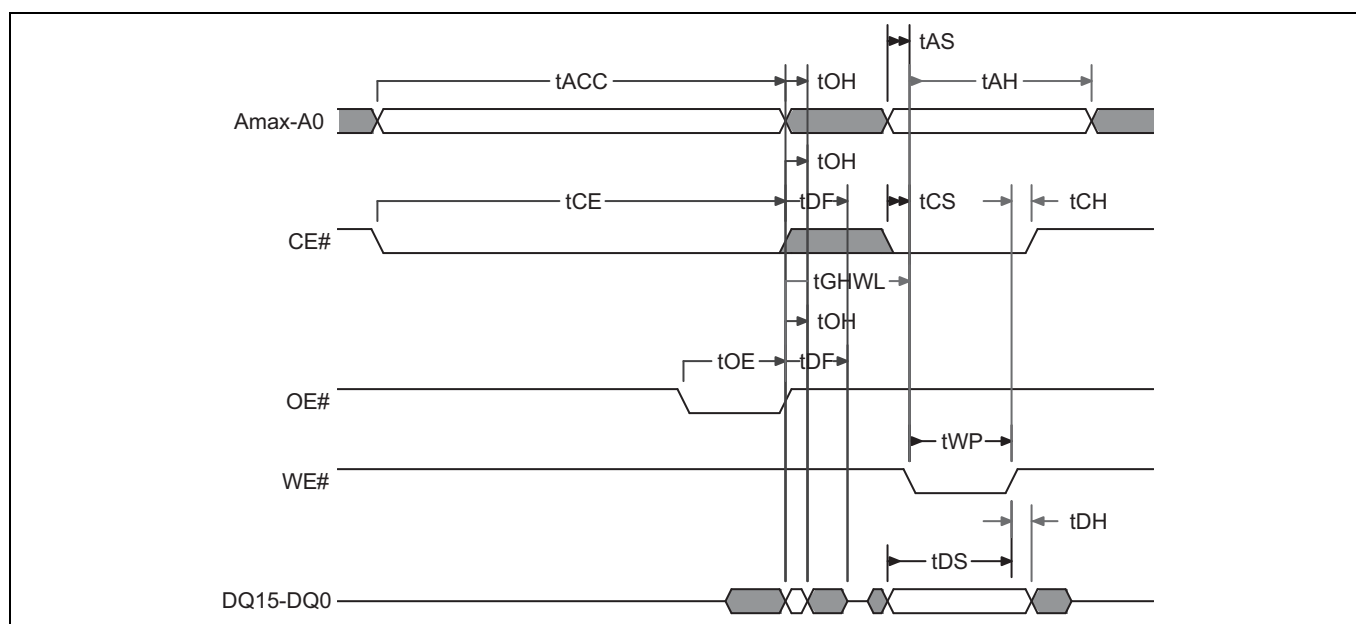 tAS
tACC tOH tAH
Amax-A0
tOH
tCE tDF tCS tCH
CE#
tGHWL
tOH
tOE tDF
OE#
tWP
WE#
tDH
tDS
DQ15-DQ0